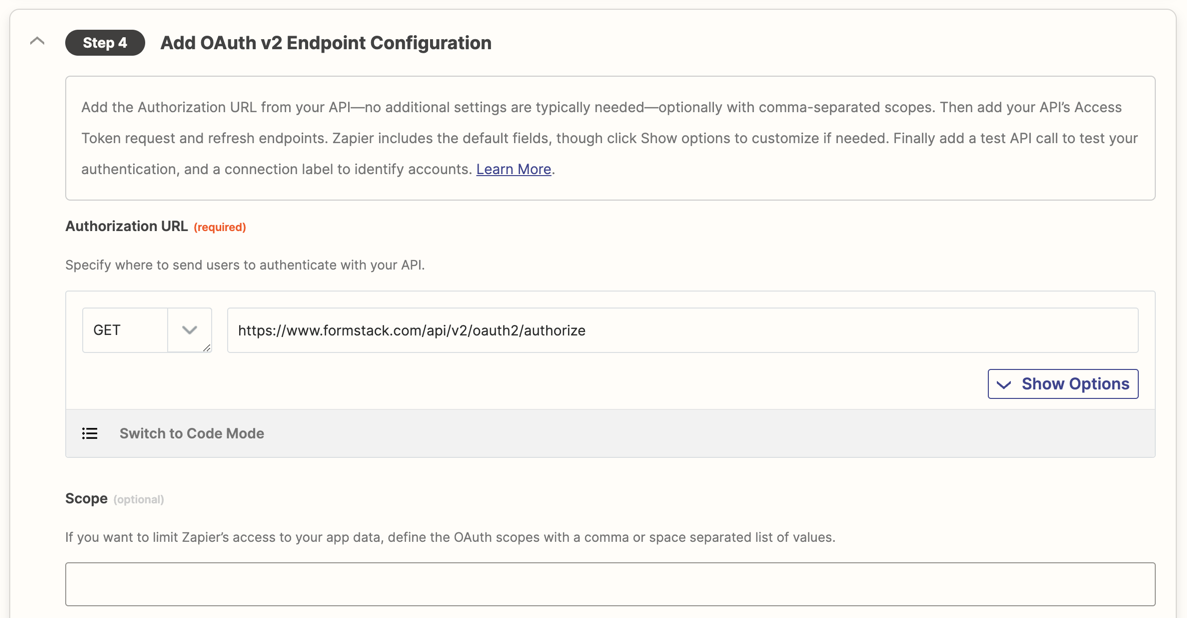 Step 4 Add OAuth v2 Endpoint Configuration
Add the Authorization URL from your API—no additional settings are typically needed—optionally with comma-separated scopes. Then add your API’s Access
Token request and refresh endpoints. Zapier includes the default fields, though click Show options to customize if needed. Finally add a test API call to test your
authentication, and a connection label to identify accounts. Learn More.
Authorization URL (required)
Specify where to send users to authenticate with your API.
GET https://www.formstack.com/api/v2/oauth2/authorize
Show Options
Switch to Code Mode
Scope (optional)
If you want to limit Zapier’s access to your app data, define the OAuth scopes with a comma or space separated list of values.